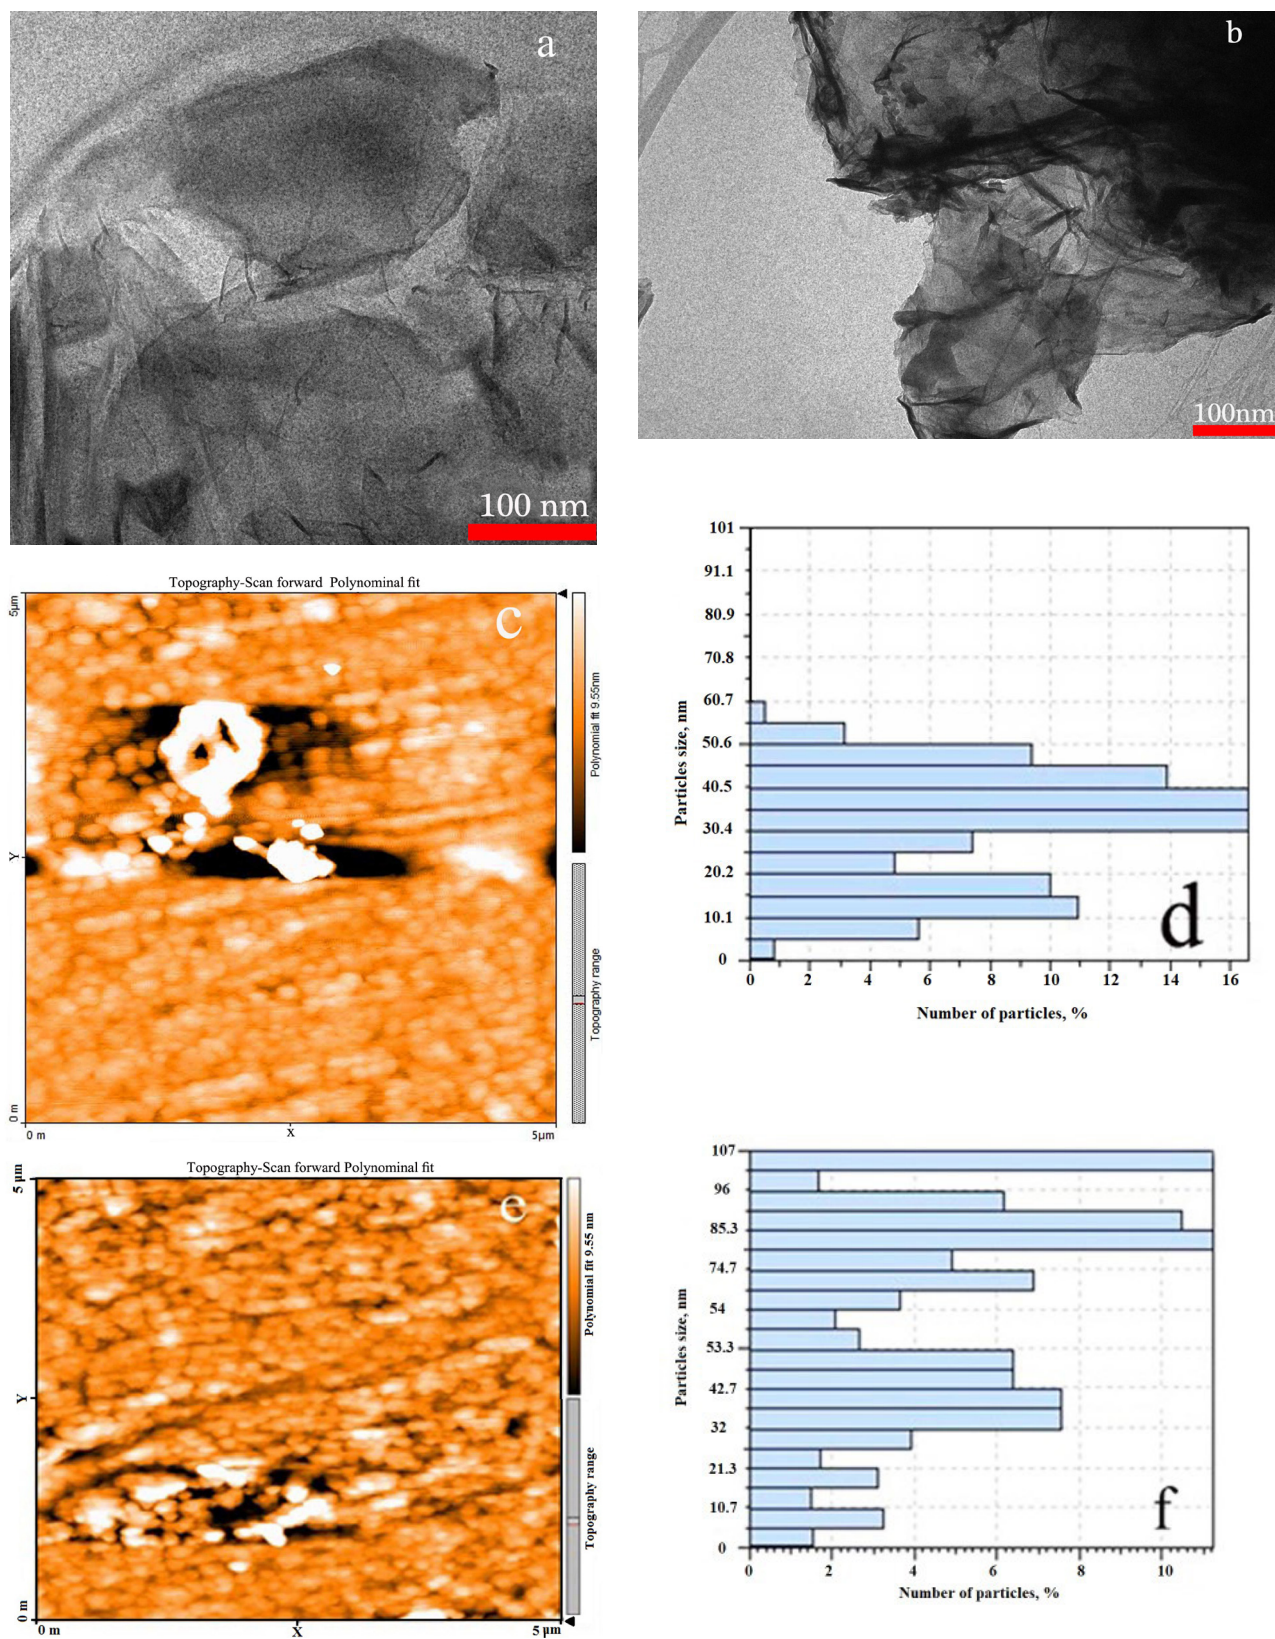 a
100 nm
b
100nm
Topography-Scan forward Polynominal fit
c
5µm
Y
0 m
0 m
X
5µm
Polynomial fit 9.55nm
Topography range
101
91.1
80.9
70.8
60.7
50.6
40.5
30.4
20.2
10.1
0
Particles size, nm
d
0 2 4 6 8 10 12 14 16
Number of particles, %
Topography-Scan forward Polynominal fit
e
5 µm
Y
0 m
0 m
X
5 µm
Polynomial fit 9.55 nm
Topography range
107
96
85.3
74.7
54
53.3
42.7
32
21.3
10.7
0
Particles size, nm
f
0 2 4 6 8 10
Number of particles, %